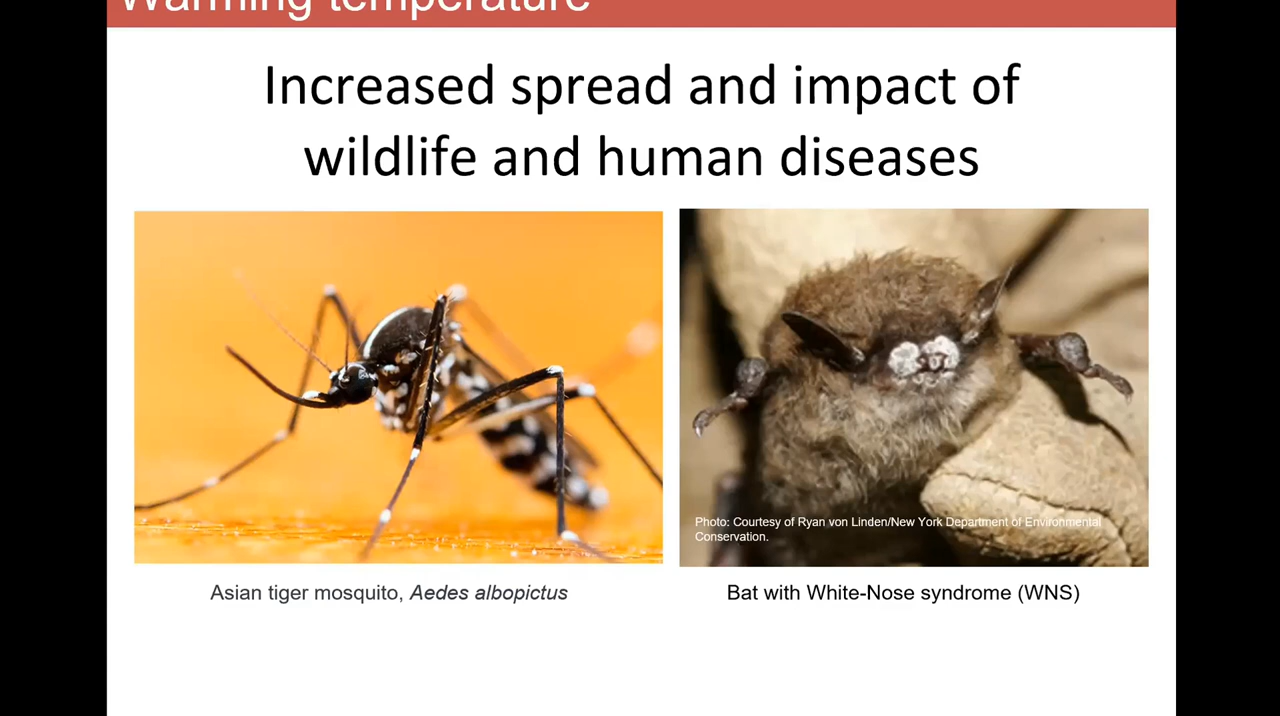 Warming temperature
Increased spread and impact of
wildlife and human diseases
Photo: Courtesy of Ryan von Linden/New York Department of Environmental
Conservation.
Asian tiger mosquito, Aedes albopictus
Bat with White-Nose syndrome (WNS)